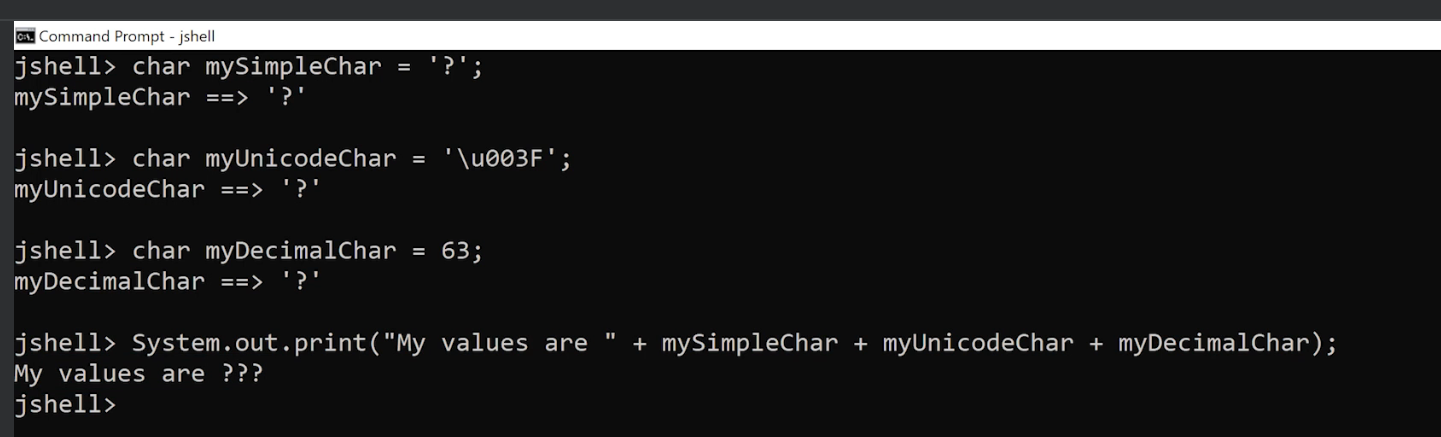 Command Prompt - jshell
jshell> char mySimpleChar = '?';
mySimpleChar ==> '?'
jshell> char myUnicodeChar = '\u003F';
myUnicodeChar ==> '?'
jshell> char myDecimalChar = 63;
myDecimalChar ==> '?'
jshell> System.out.print("My values are " + mySimpleChar + myUnicodeChar + myDecimalChar);
My values are ???
jshell>